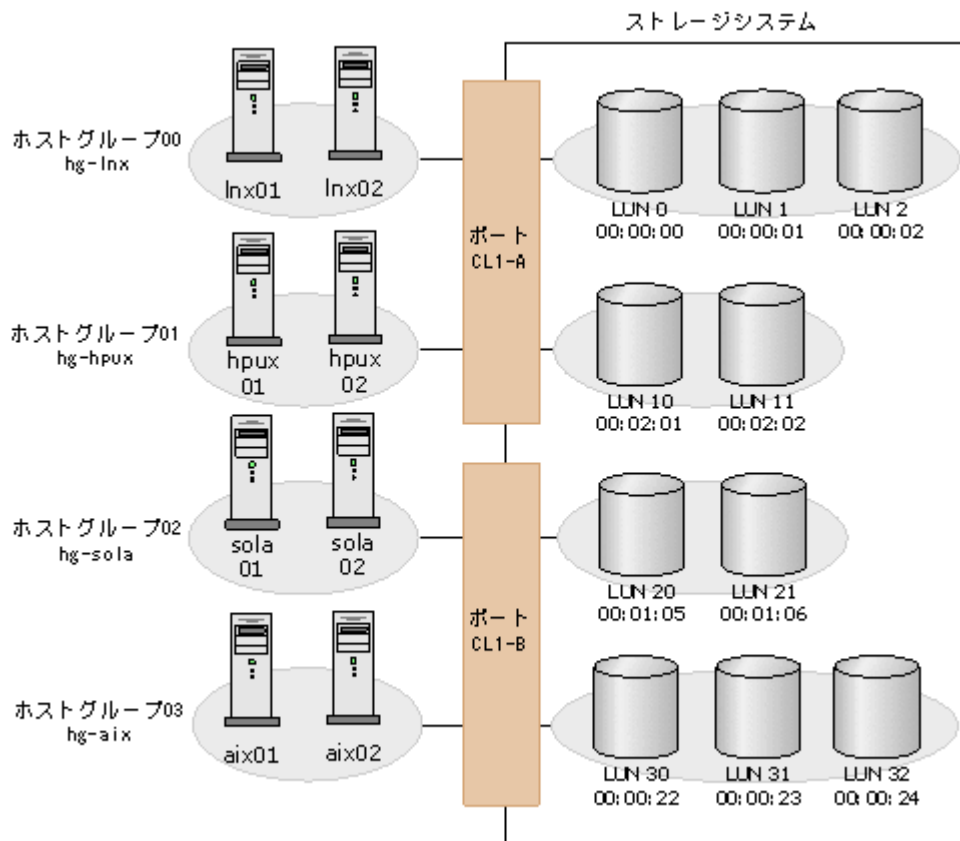 ストレージシステム
ホストグループ00
hg-lnx
lnx01
lnx02
ポート
CL1-A
LUN 0
00:00:00
LUN 1
00:00:01
LUN 2
00:00:02
ホストグループ01
hg-hpux
hpux
01
hpux
02
LUN 10
00:02:01
LUN 11
00:02:02
ホストグループ02
hg-sola
sola
01
sola
02
ポート
CL1-B
LUN 20
00:01:05
LUN 21
00:01:06
ホストグループ03
hg-aix
aix01
aix02
LUN 30
00:00:22
LUN 31
00:00:23
LUN 32
00:00:24